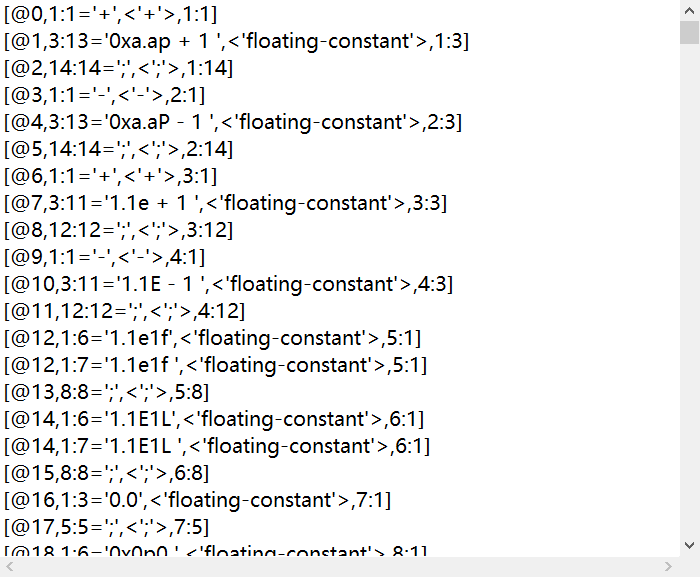 [@0,1:1='+',<'+'>,1:1]
[@1,3:13='0xa.ap + 1 ',<'floating-constant'>,1:3]
[@2,14:14=';',<';'>,1:14]
[@3,1:1='-',<'-'>,2:1]
[@4,3:13='0xa.aP - 1 ',<'floating-constant'>,2:3]
[@5,14:14=';',<';'>,2:14]
[@6,1:1='+',<'+'>,3:1]
[@7,3:11='1.1e + 1 ',<'floating-constant'>,3:3]
[@8,12:12=';',<';'>,3:12]
[@9,1:1='-',<'-'>,4:1]
[@10,3:11='1.1E - 1 ',<'floating-constant'>,4:3]
[@11,12:12=';',<';'>,4:12]
[@12,1:6='1.1e1f',<'floating-constant'>,5:1]
[@12,1:7='1.1e1f ',<'floating-constant'>,5:1]
[@13,8:8=';',<';'>,5:8]
[@14,1:6='1.1E1L',<'floating-constant'>,6:1]
[@14,1:7='1.1E1L ',<'floating-constant'>,6:1]
[@15,8:8=';',<';'>,6:8]
[@16,1:3='0.0',<'floating-constant'>,7:1]
[@17,5:5=';',<';'>,7:5]
[@18,1:6='0x0p0 ',<'floating-constant'>,8:1]